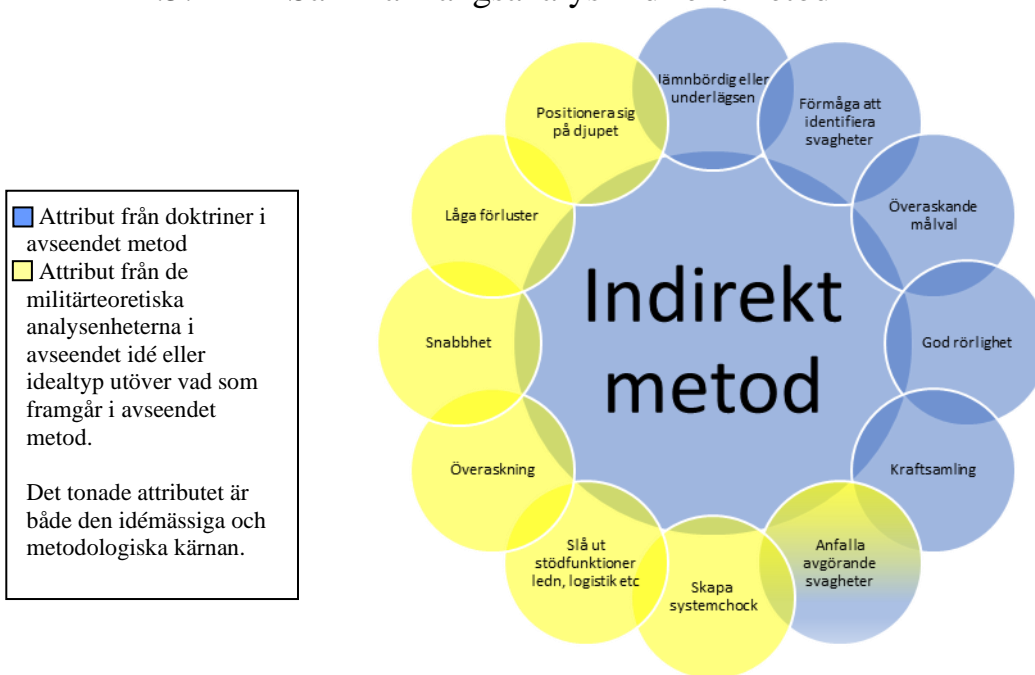 Attribut från doktriner i
avseendet metod
Attribut från de
militärteoretiska
analysenheterna i
avseendet idé eller
idealtyp utöver vad som
framgår i avseendet
metod.
Det tonade attributet är
både den idémässiga och
metodologiska kärnan.
Indirekt
metod
Jämnbördig eller
underlägsen
Förmåga att
identifiera
svagheter
Överaskande
målval
God rörlighet
Kraftsamling
Anfalla
avgörande
svagheter
Skapa
systemchock
Slå ut
stödfunktioner
ledn, logistik etc
Överaskning
Snabbhet
Låga förluster
Positionera sig
på djupet